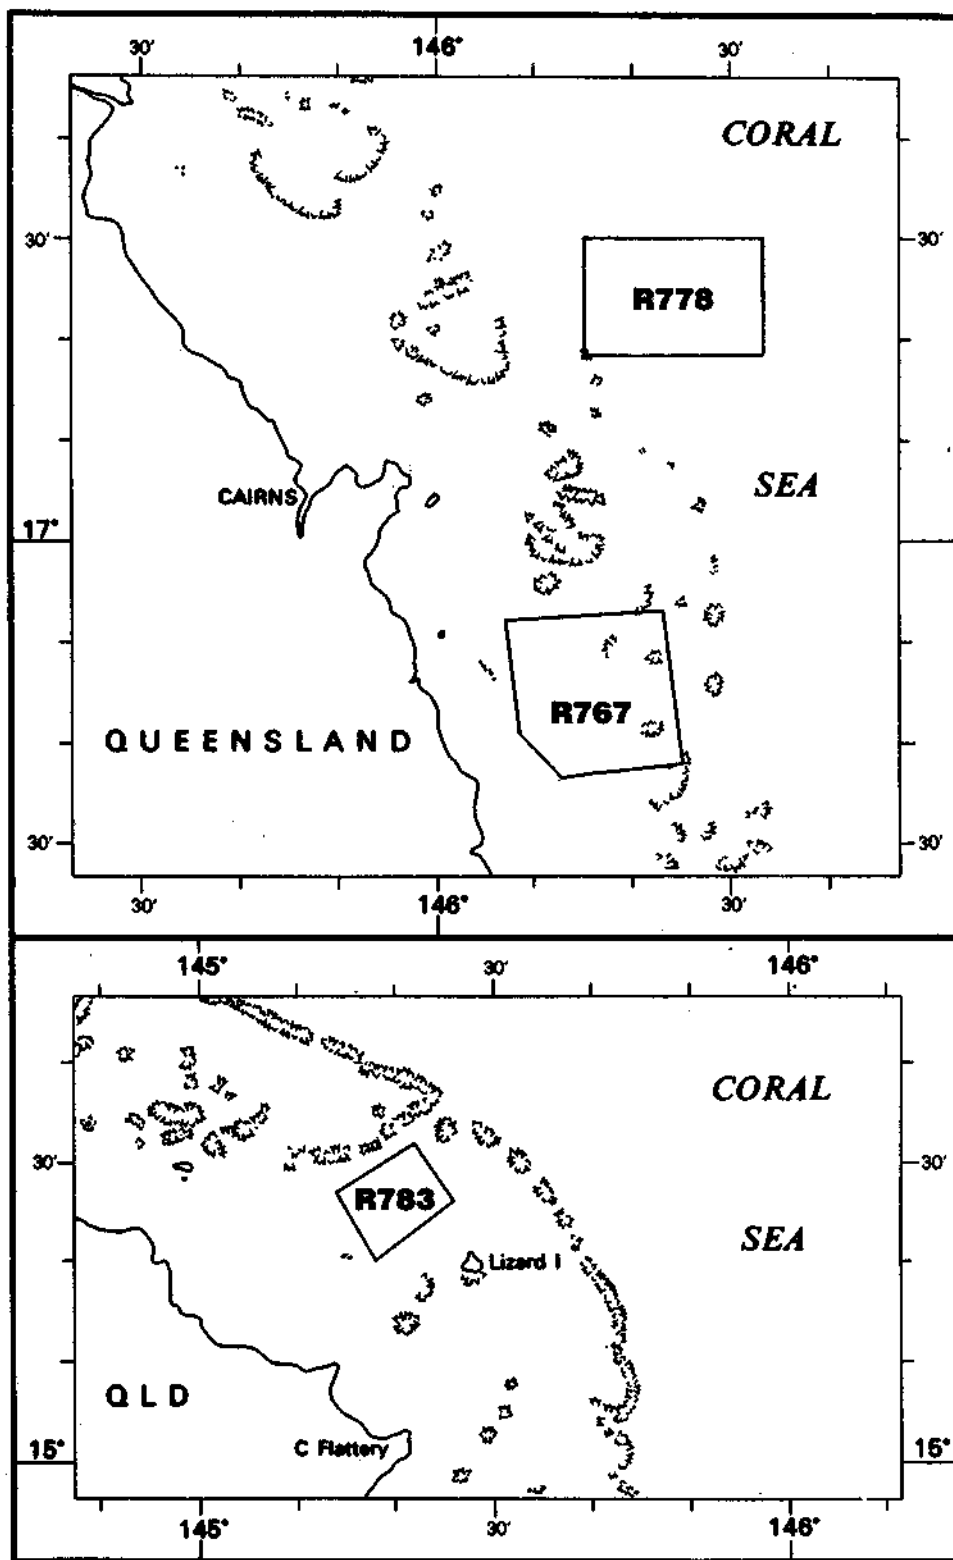 30' 146° 30'
CORAL
30' 30'
R778
SEA
CAIRNS
17°
R767
QUEENSLAND
30' 30'
30' 146° 30'
145° 30' 146°
CORAL
30' 30'
R783
SEA
Lizard I
QLD
C Flattery
15° 15°
145° 30' 146°